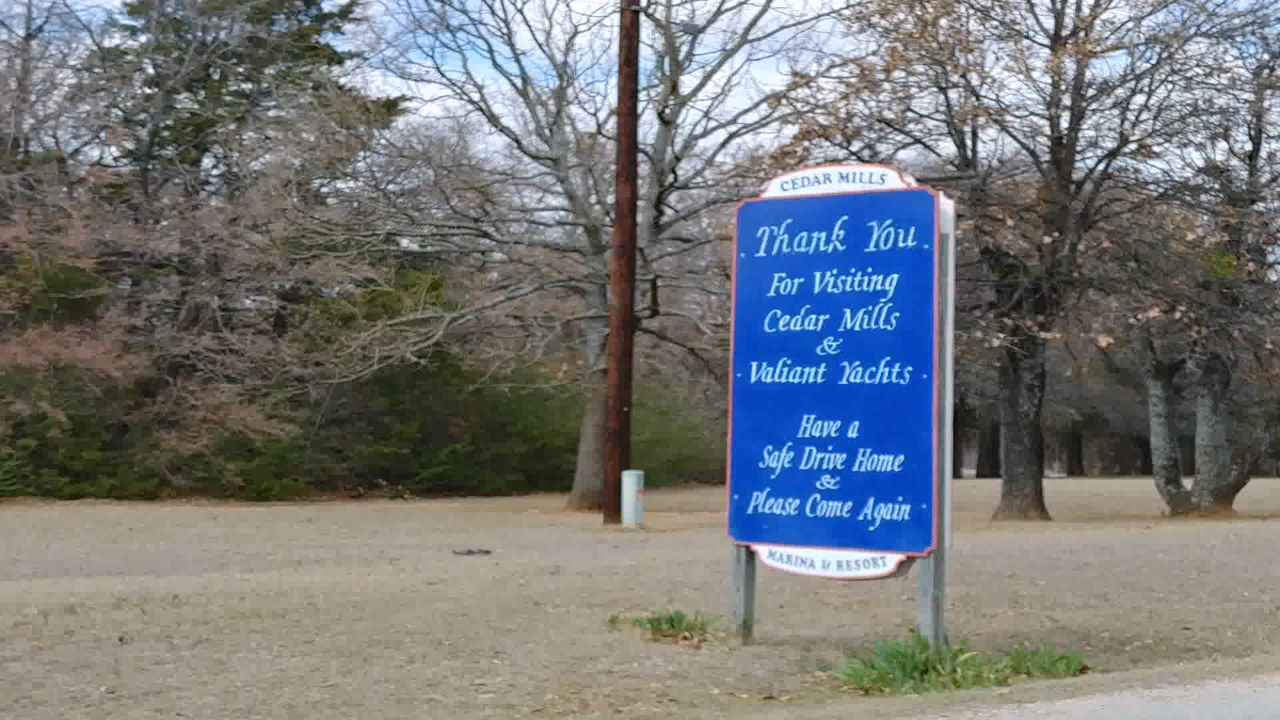 CEDAR MILLS
Thank You
For Visiting
Cedar Mills
&
Valiant Yachts
Have a
Safe Drive Home
&
Please Come Again
MARINA & RESORT